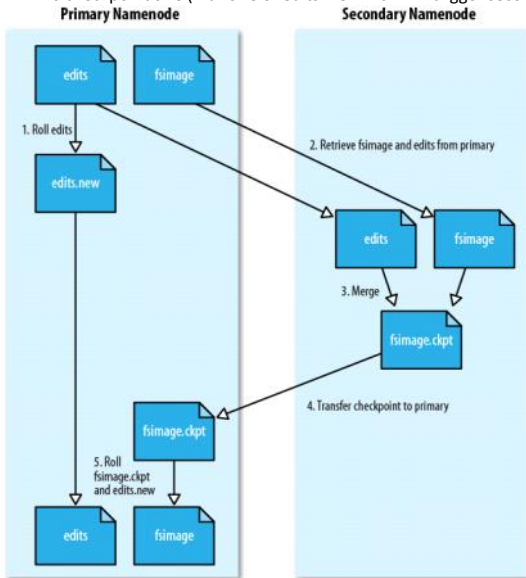 Primary Namenode
Secondary Namenode
edits
fsimage
1. Roll edits
2. Retrieve fsimage and edits from primary
edits.new
edits
fsimage
3. Merge
fsimage.ckpt
4. Transfer checkpoint to primary
fsimage.ckpt
5. Roll
fsimage.ckpt
and edits.new
edits
fsimage